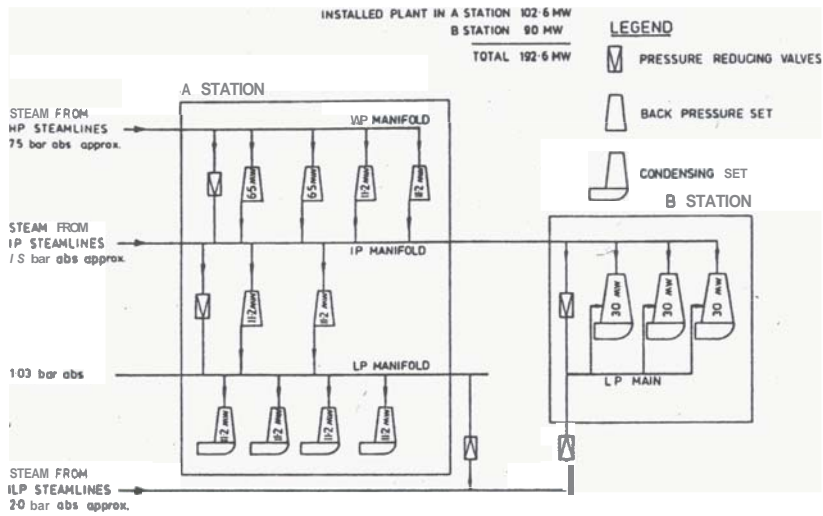 INSTALLED PLANT IN A STATION 102·6 MW
B STATION 90 MW
TOTAL 192·6 MW
LEGEND
PRESSURE REDUCING VALVES
BACK PRESSURE SET
CONDENSING SET
A STATION
STEAM FROM
HP STEAMLINES
75 bar abs approx.
HP MANIFOLD
6·5 MW
6·5 MW
11·2 MW
11·2 MW
B STATION
STEAM FROM
IP STEAMLINES
15 bar abs approx.
IP MANIFOLD
11·2 MW
11·2 MW
30 MW
30 MW
30 MW
1·03 bar abs
LP MANIFOLD
LP MAIN
11·2 MW
11·2 MW
11·2 MW
11·2 MW
STEAM FROM
ILP STEAMLINES
2·0 bar abs approx.